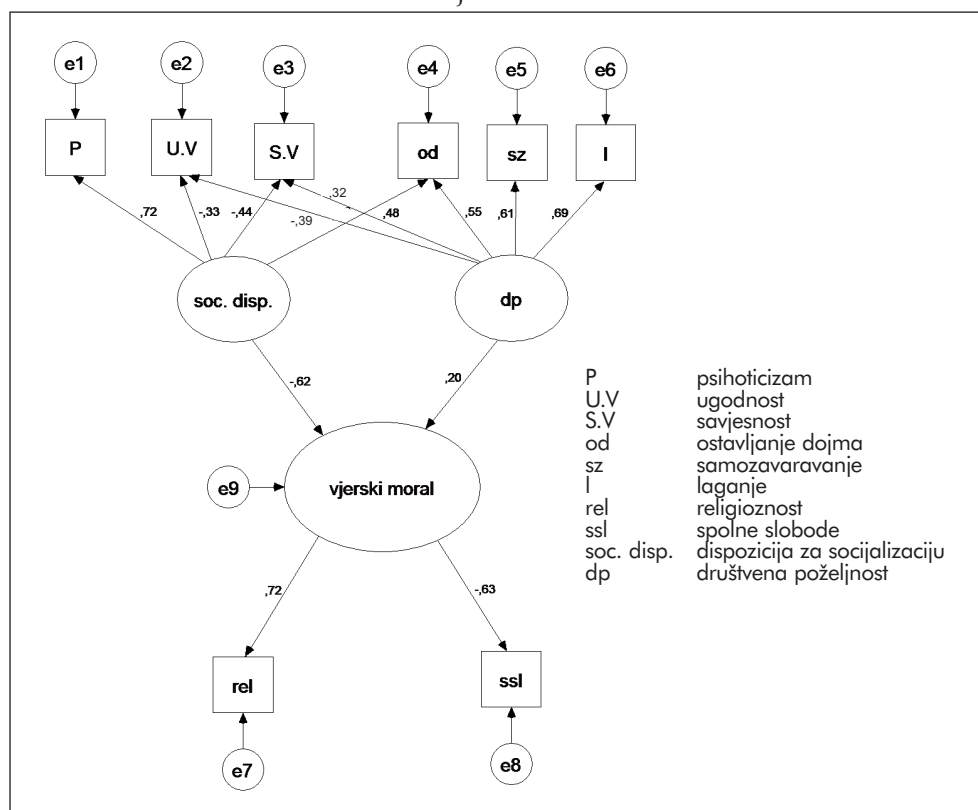 e1 e2 e3 e4 e5 e6
P U.V S.V od sz l
,32
,72 -,33 -,44 -,39 ,48 ,55 ,61 ,69
soc. disp. dp
-,62 ,20
e9 vjerski moral
P psihoticizam
U.V ugodnost
S.V savjesnost
od ostavljanje dojma
sz samozavaravanje
l laganje
rel religioznost
ssl spolne slobode
soc. disp. dispozicija za socijalizaciju
dp društvena poželjnost
,72 -,63
rel ssl
e7 e8